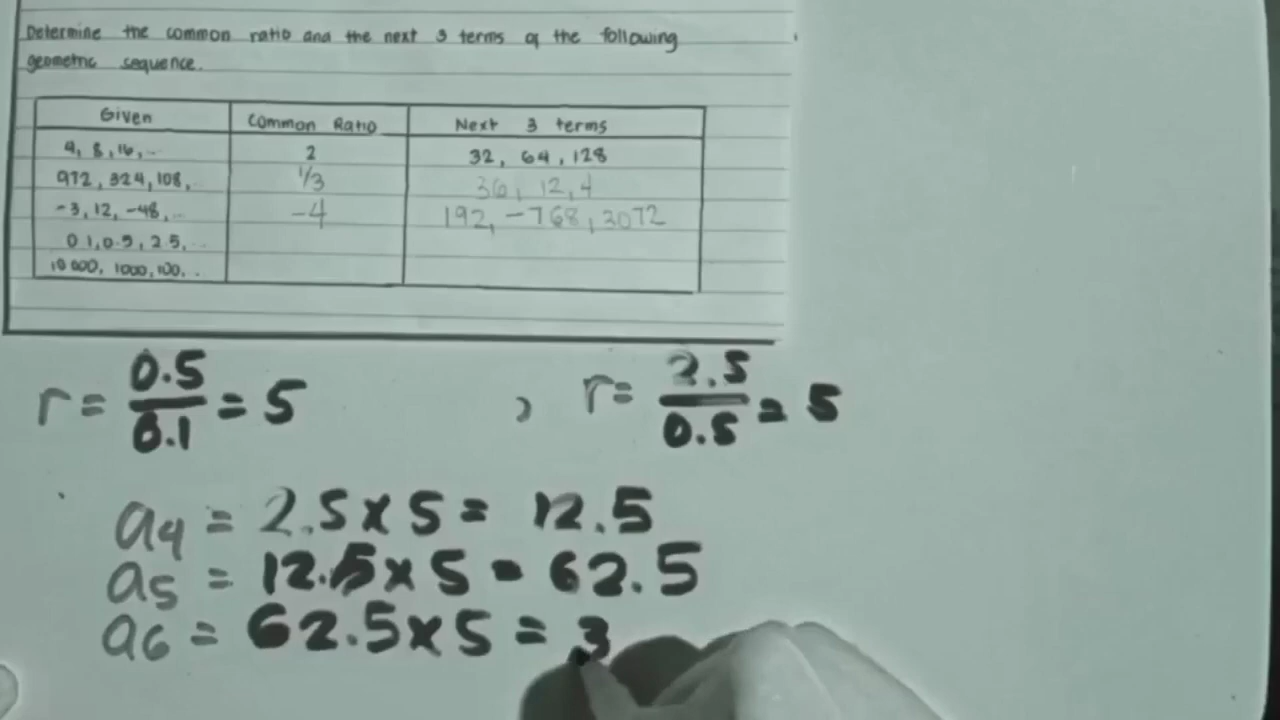 Determine the common ratio and the next 3 terms of the following
geometric sequence.
Given Common Ratio Next 3 terms
4, 8, 16, .. 2 32, 64, 128
972, 324, 108, .. 1/3 36, 12, 4
-3, 12, -48, .. -4 192, -768, 3072
0.1, 0.5, 2.5, ..
10 000, 1000, 100, ..
r = 0.5/0.1 = 5 , r = 2.5/0.5 = 5
a4 = 2.5 x 5 = 12.5
a5 = 12.5 x 5 = 62.5
a6 = 62.5 x 5 = 3